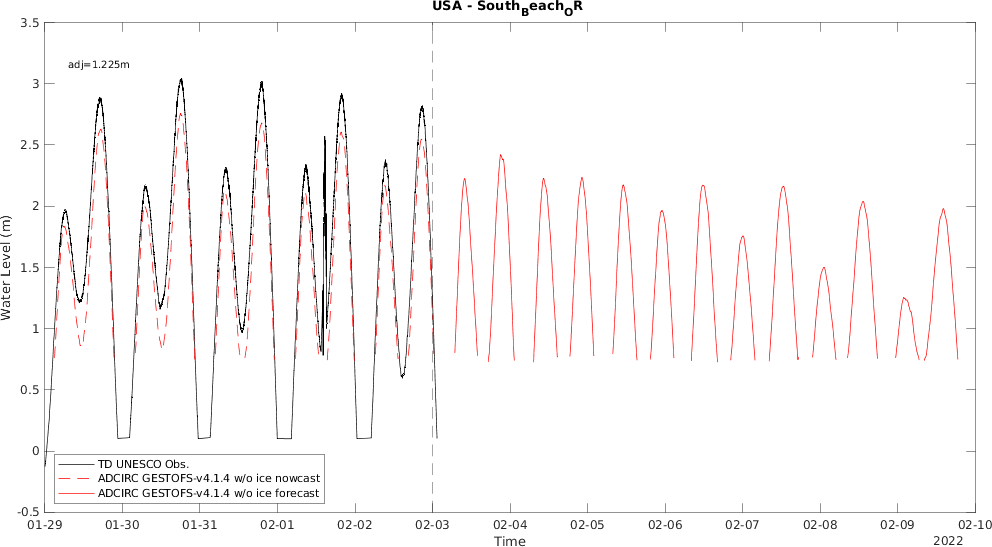 USA - SouthBeachOR
3.5
adj=1.225m
3
2.5
2
1.5
1
0.5
0
-0.5
Water Level (m)
TD UNESCO Obs.
ADCIRC GESTOFS-v4.1.4 w/o ice nowcast
ADCIRC GESTOFS-v4.1.4 w/o ice forecast
01-29 01-30 01-31 02-01 02-02 02-03 02-04 02-05 02-06 02-07 02-08 02-09 02-10
Time
2022